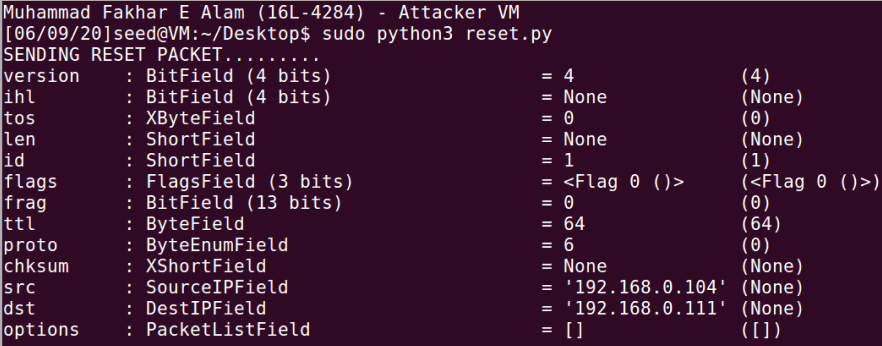 Muhammad Fakhar E Alam (16L-4284) - Attacker VM
[06/09/20]seed@VM:~/Desktop$ sudo python3 reset.py
SENDING RESET PACKET.........
version    : BitField (4 bits)                   = 4               (4)
ihl        : BitField (4 bits)                   = None            (None)
tos        : XByteField                          = 0               (0)
len        : ShortField                          = None            (None)
id         : ShortField                          = 1               (1)
flags      : FlagsField (3 bits)                 = <Flag 0 ()>     (<Flag 0 ()>)
frag       : BitField (13 bits)                  = 0               (0)
ttl        : ByteField                           = 64              (64)
proto      : ByteEnumField                       = 6               (0)
chksum     : XShortField                         = None            (None)
src        : SourceIPField                       = '192.168.0.104' (None)
dst        : DestIPField                         = '192.168.0.111' (None)
options    : PacketListField                     = []              ([])